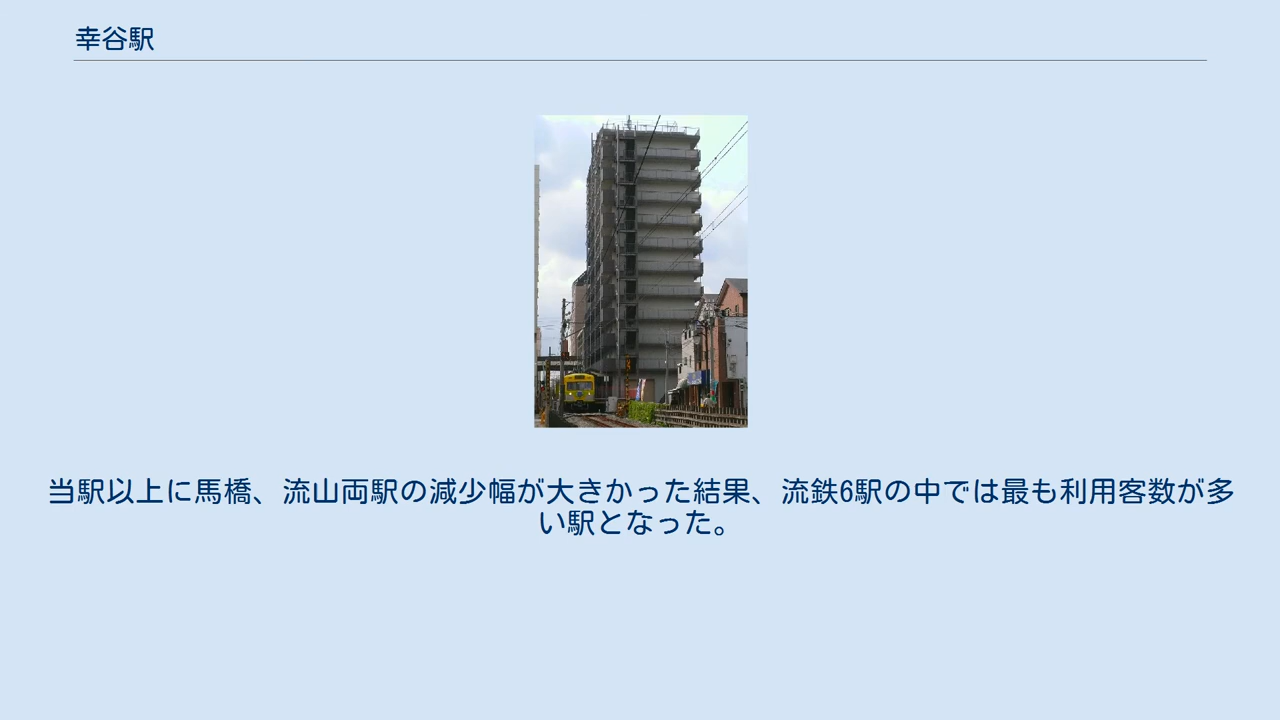 幸谷駅
当駅以上に馬橋、流山両駅の減少幅が大きかった結果、流鉄6駅の中では最も利用客数が多
い駅となった。